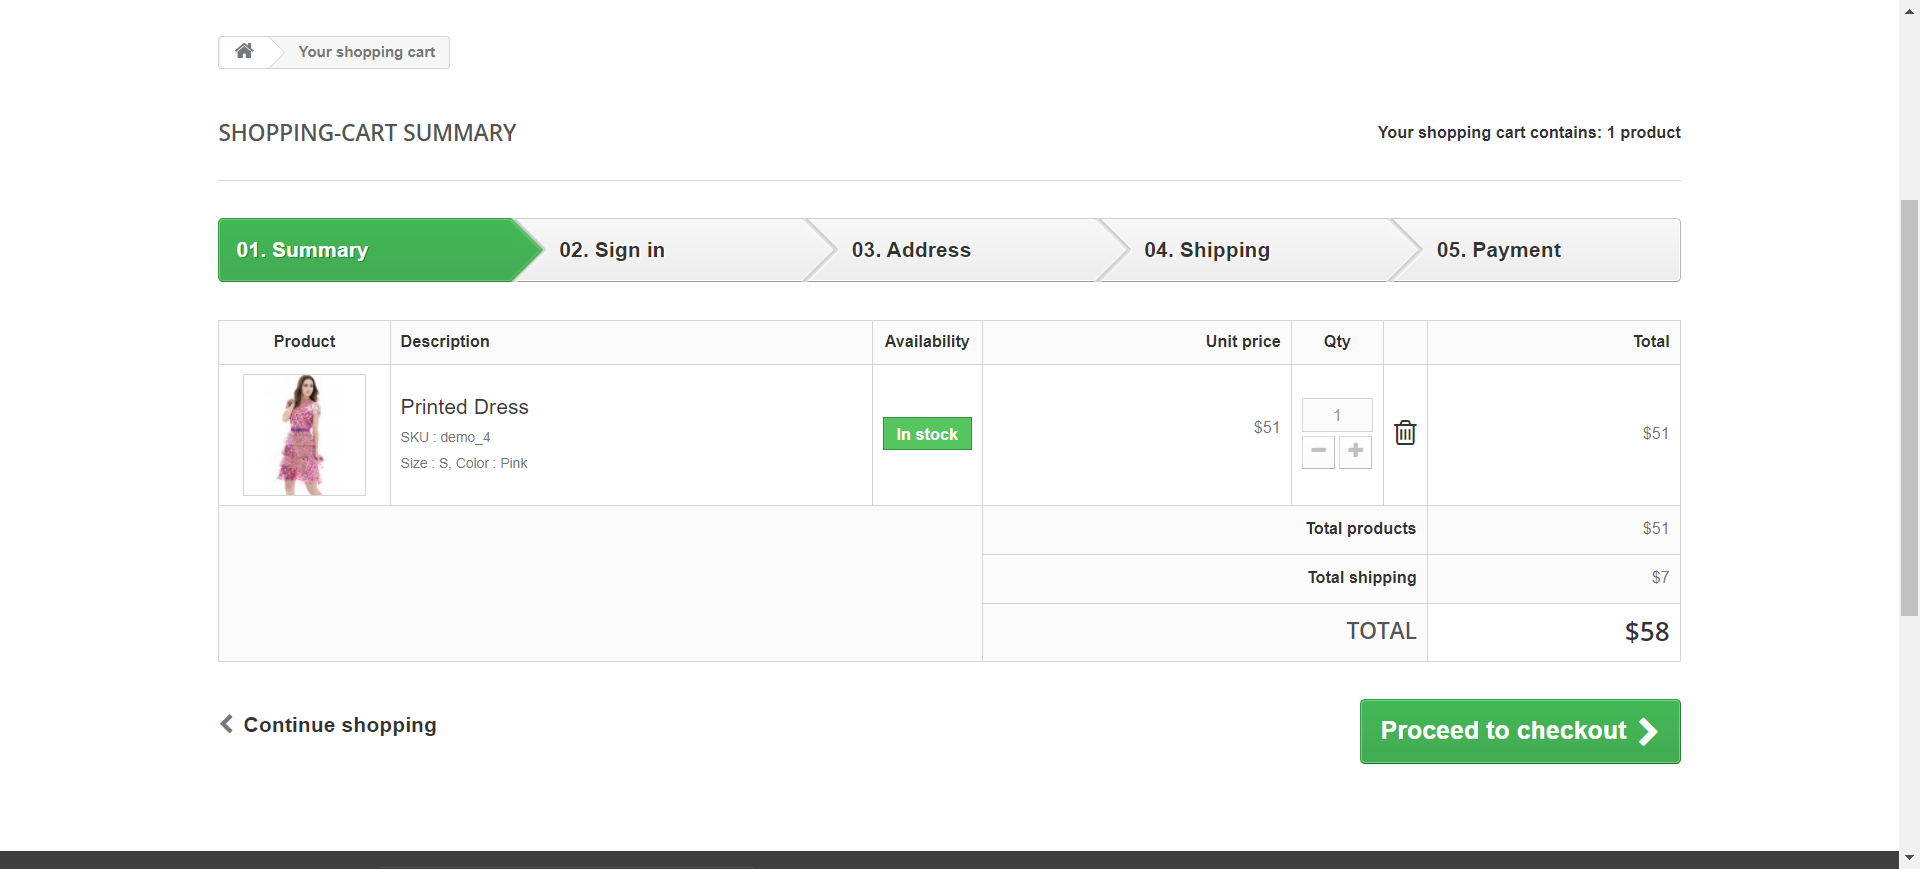 Your shopping cart
SHOPPING-CART SUMMARY
Your shopping cart contains: 1 product
01. Summary
02. Sign in
03. Address
04. Shipping
05. Payment
Product
Description
Availability
Unit price
Qty
Total
Printed Dress
SKU : demo_4
Size : S, Color : Pink
In stock
$51
1
$51
Total products
$51
Total shipping
$7
TOTAL
$58
Continue shopping
Proceed to checkout